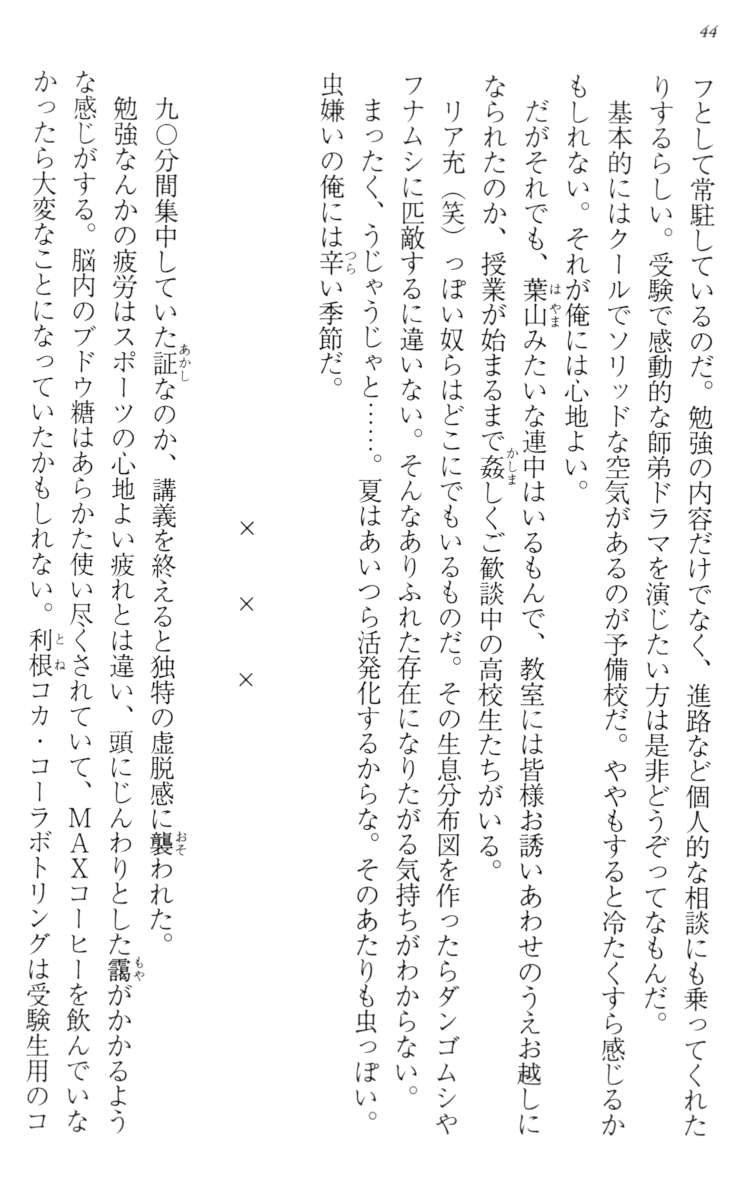 44
フとして常駐しているのだ。勉強の内容だけでなく、進路など個人的な相談にも乗ってくれた
りするらしい。受験で感動的な師弟ドラマを演じたい方は是非どうぞってなもんだ。
基本的にはクールでソリッドな空気があるのが予備校だ。ややもすると冷たくすら感じるか
もしれない。それが俺には心地よい。
だがそれでも、葉山みたいな連中はいるもんで、教室には皆様お誘いあわせのうえお越しに
なられたのか、授業が始まるまで姦しくご歓談中の高校生たちがいる。
リア充（笑）っぽい奴らはどこにでもいるものだ。その生息分布図を作ったらダンゴムシや
フナムシに匹敵するに違いない。そんなありふれた存在になりたがる気持ちがわからない。
まったく、うじゃうじゃと……。夏はあいつら活発化するからな。そのあたりも虫っぽい。
虫嫌いの俺には辛い季節だ。
× × ×
九〇分間集中していた証なのか、講義を終えると独特の虚脱感に襲われた。
勉強なんかの疲労はスポーツの心地よい疲れとは違い、頭にじんわりとした靄がかかるよう
な感じがする。脳内のブドウ糖はあらかた使い尽くされていて、ＭＡＸコーヒーを飲んでいな
かったら大変なことになっていたかもしれない。利根コカ・コーラボトリングは受験生用のコ